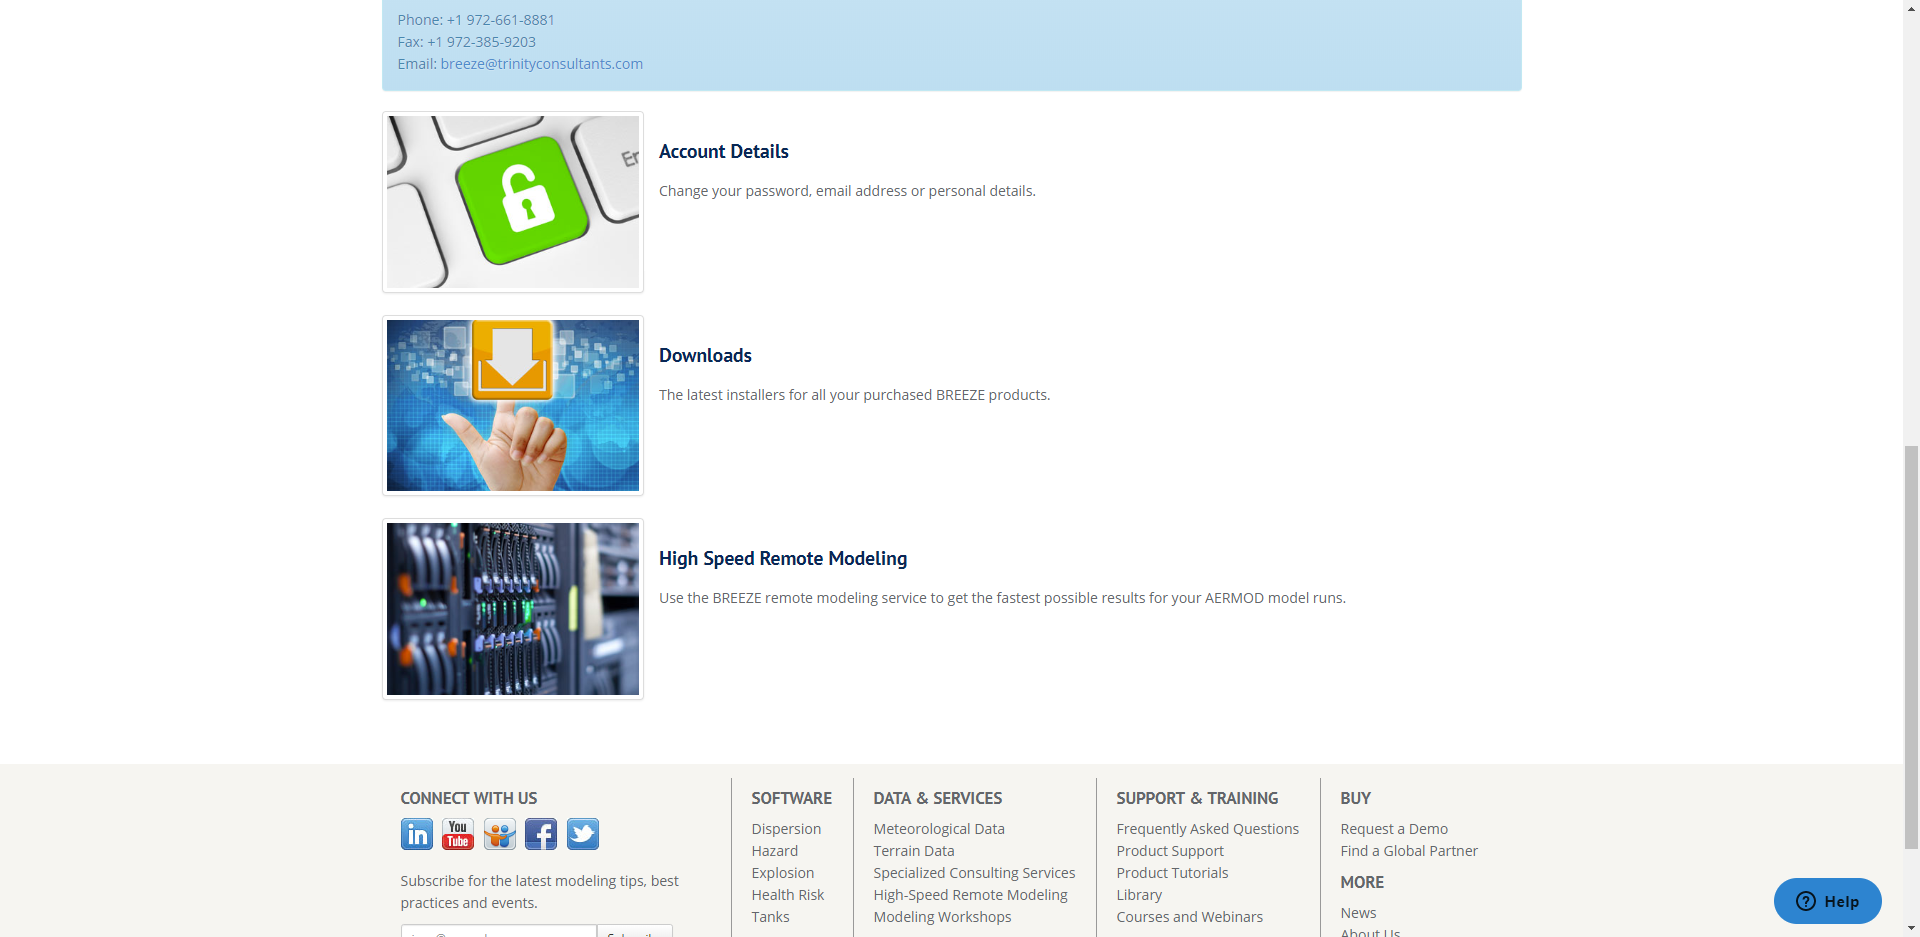 Phone: +1 972-661-8881
Fax: +1 972-385-9203
Email: breeze@trinityconsultants.com
Account Details
Change your password, email address or personal details.
Downloads
The latest installers for all your purchased BREEZE products.
High Speed Remote Modeling
Use the BREEZE remote modeling service to get the fastest possible results for your AERMOD model runs.
CONNECT WITH US
in
You
Tube
f
Subscribe for the latest modeling tips, best
practices and events.
SOFTWARE
Dispersion
Hazard
Explosion
Health Risk
Tanks
DATA & SERVICES
Meteorological Data
Terrain Data
Specialized Consulting Services
High-Speed Remote Modeling
Modeling Workshops
SUPPORT & TRAINING
Frequently Asked Questions
Product Support
Product Tutorials
Library
Courses and Webinars
BUY
Request a Demo
Find a Global Partner
MORE
News
About Us
Help